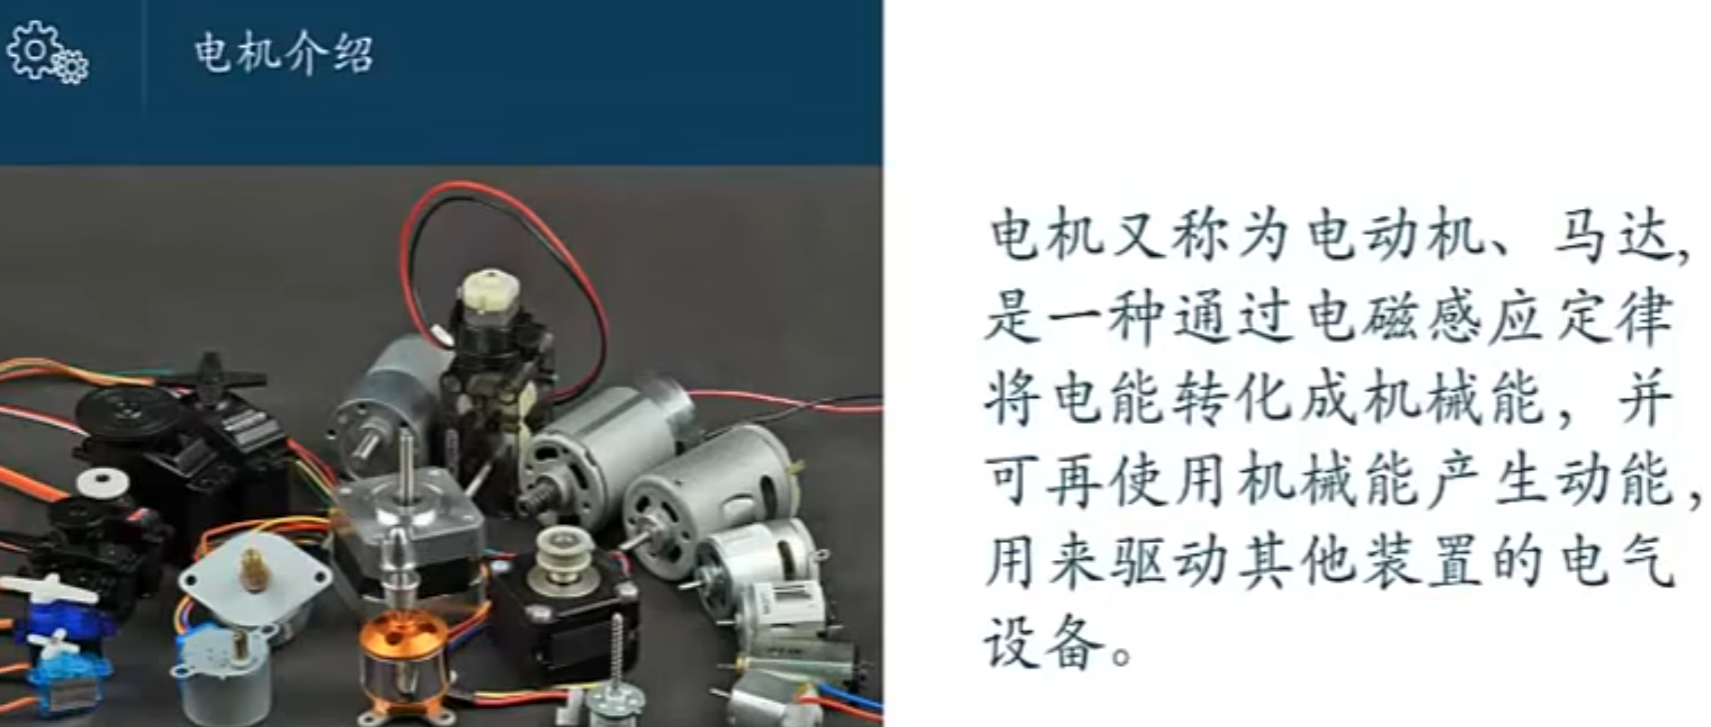 电机介绍
电机又称为电动机、马达,
是一种通过电磁感应定律
将电能转化成机械能，并
可再使用机械能产生动能，
用来驱动其他装置的电气
设备。